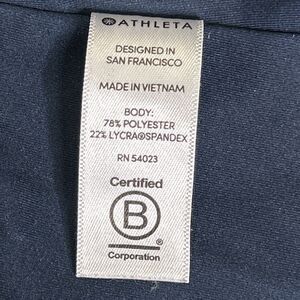 ATHLETA
DESIGNED IN
SAN FRANCISCO
MADE IN VIETNAM
BODY:
78% POLYESTER
22% LYCRA®SPANDEX
RN 54023
Certified
B
®
Corporation